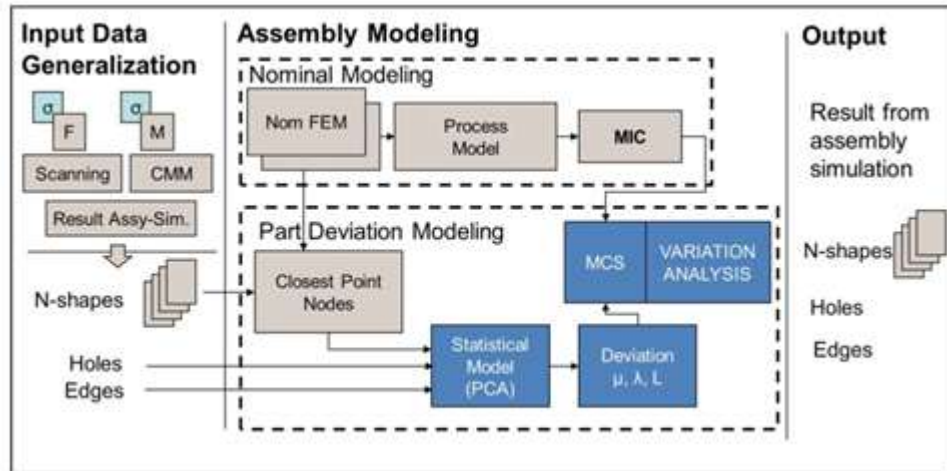 Input Data
Generalization
σ
F
σ
M
Scanning
CMM
Result Assy-Sim.
N-shapes
Holes
Edges
Assembly Modeling
Nominal Modeling
Nom FEM
Process
Model
MIC
Part Deviation Modeling
Closest Point
Nodes
MCS
VARIATION
ANALYSIS
Statistical
Model
(PCA)
Deviation
μ, λ, L
Output
Result from
assembly
simulation
N-shapes
Holes
Edges